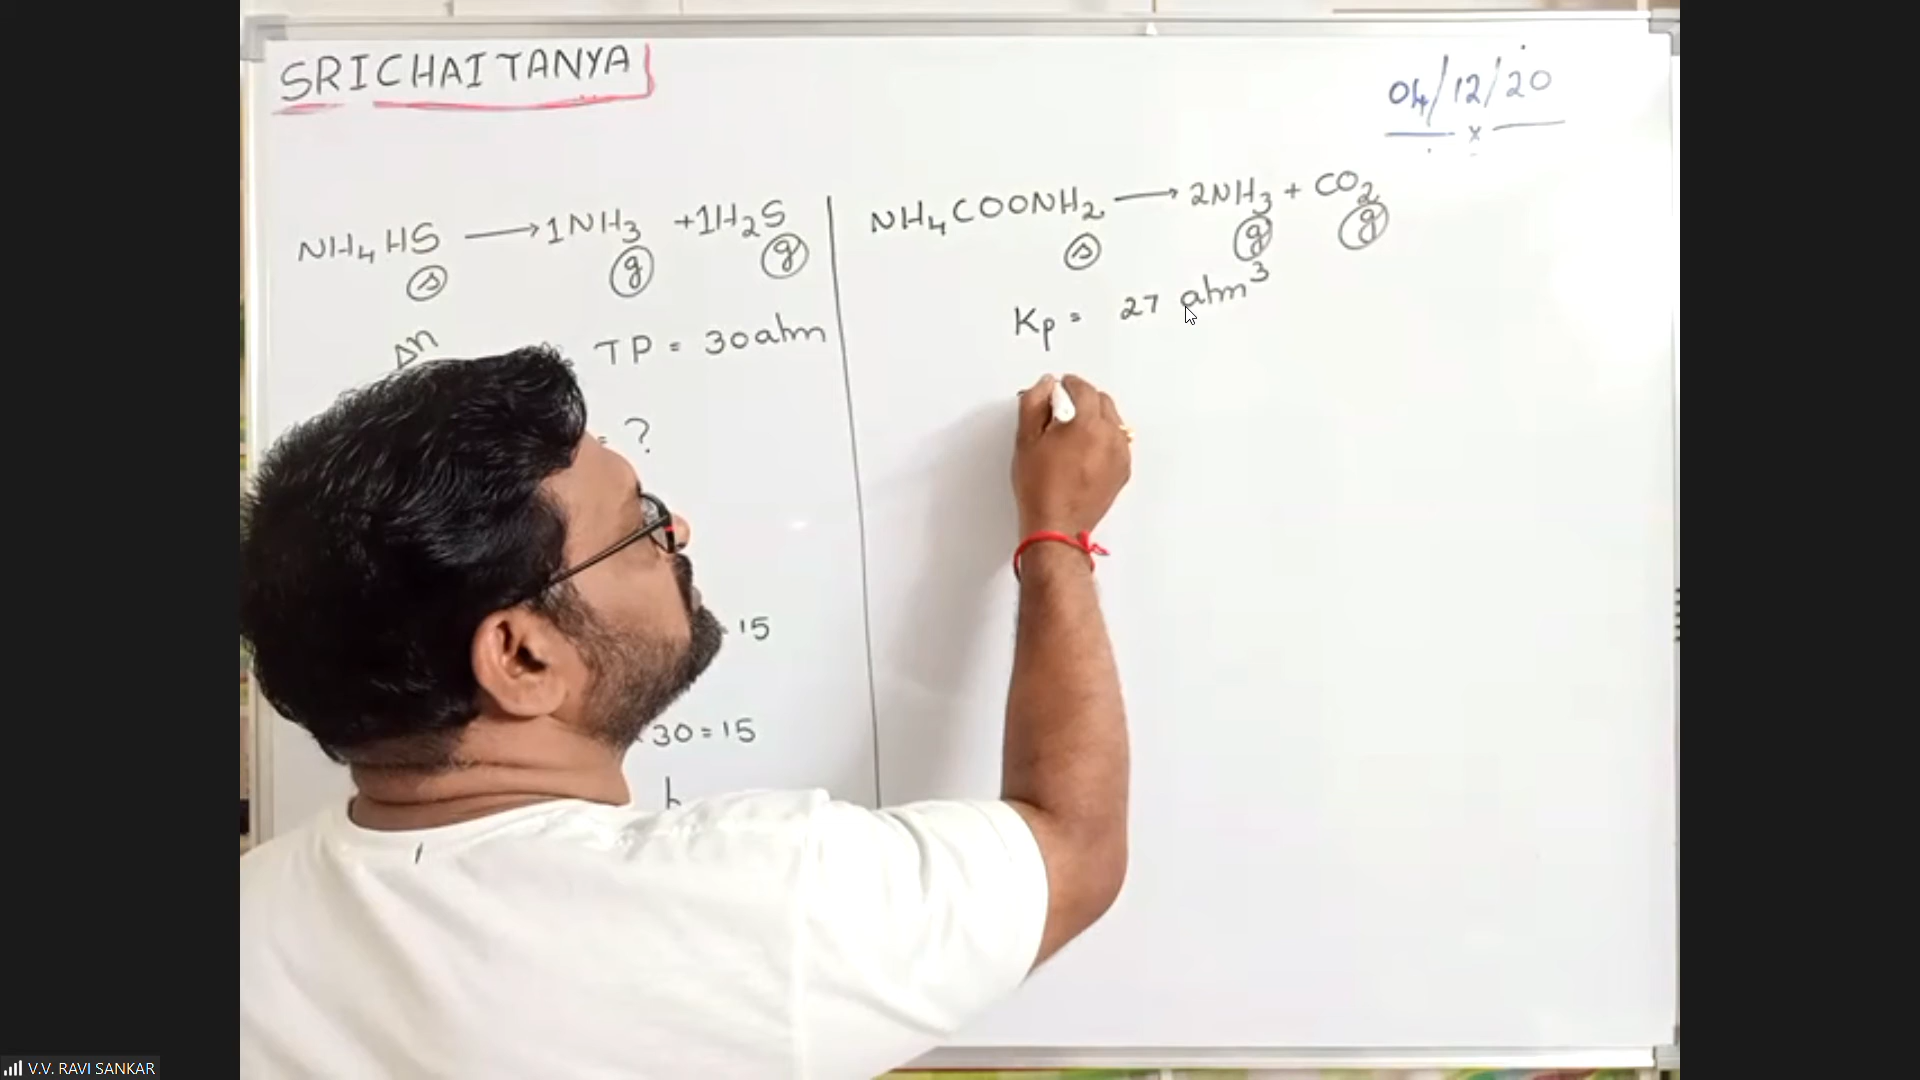 SRICHAITANYA
04/12/20
x
NH₄HS ⟶ 1NH₃ + 1H₂S
s g g
Δn TP = 30atm
= ?
15
30 = 15
NH₄COONH₂ ⟶ 2NH₃ + CO₂
s g g
Kp = 27 atm³
V.V. RAVI SANKAR